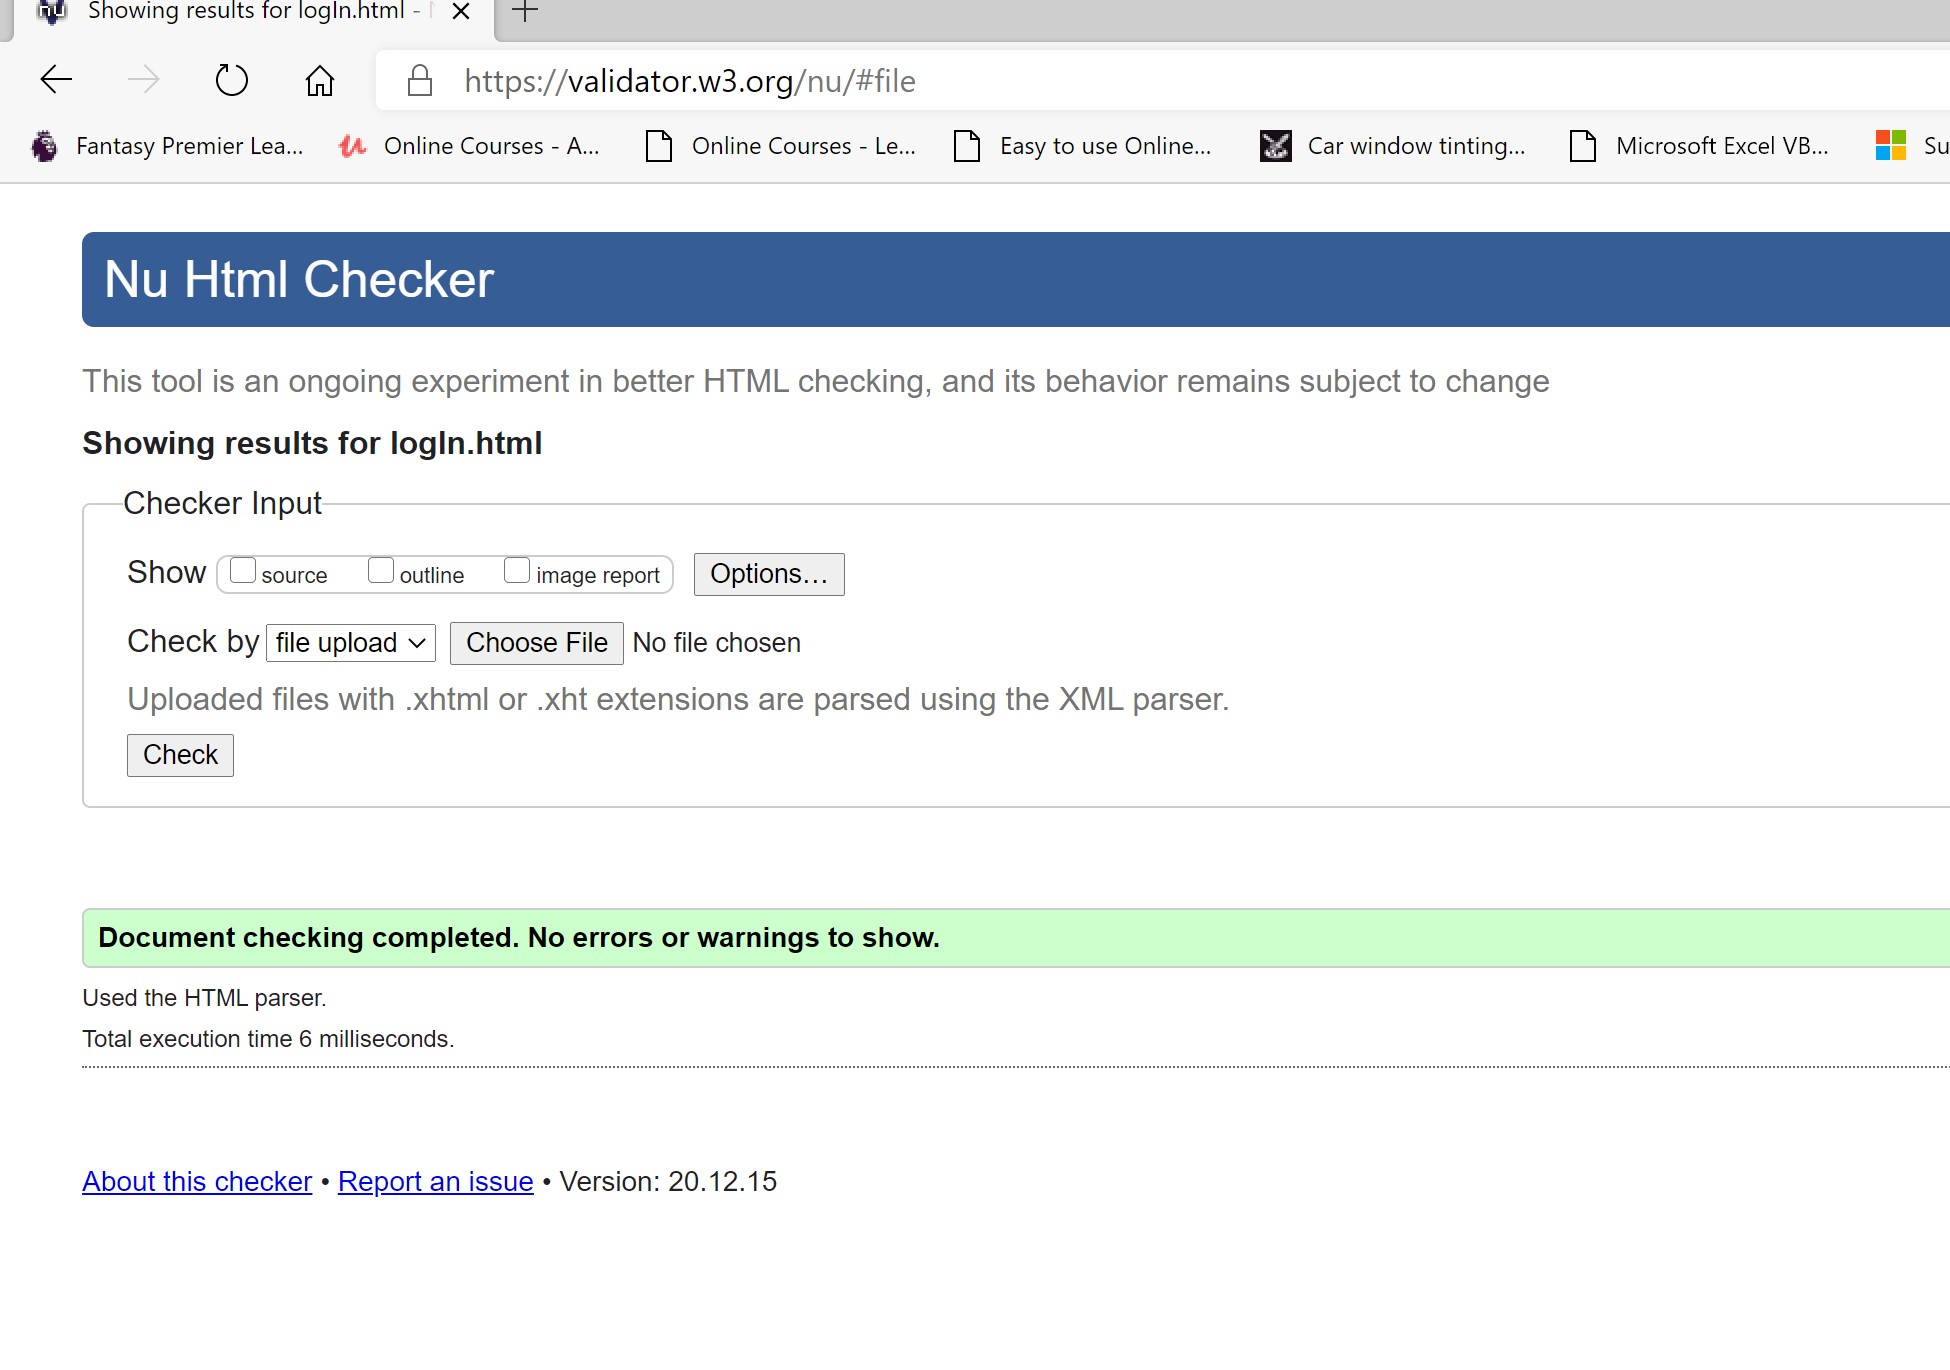 Showing results for logIn.html -
https://validator.w3.org/nu/#file
Fantasy Premier Lea... Online Courses - A... Online Courses - Le... Easy to use Online... Car window tinting... Microsoft Excel VB... Su
Nu Html Checker
This tool is an ongoing experiment in better HTML checking, and its behavior remains subject to change
Showing results for logIn.html
Checker Input
Show source outline image report Options...
Check by file upload Choose File No file chosen
Uploaded files with .xhtml or .xht extensions are parsed using the XML parser.
Check
Document checking completed. No errors or warnings to show.
Used the HTML parser.
Total execution time 6 milliseconds.
About this checker • Report an issue • Version: 20.12.15